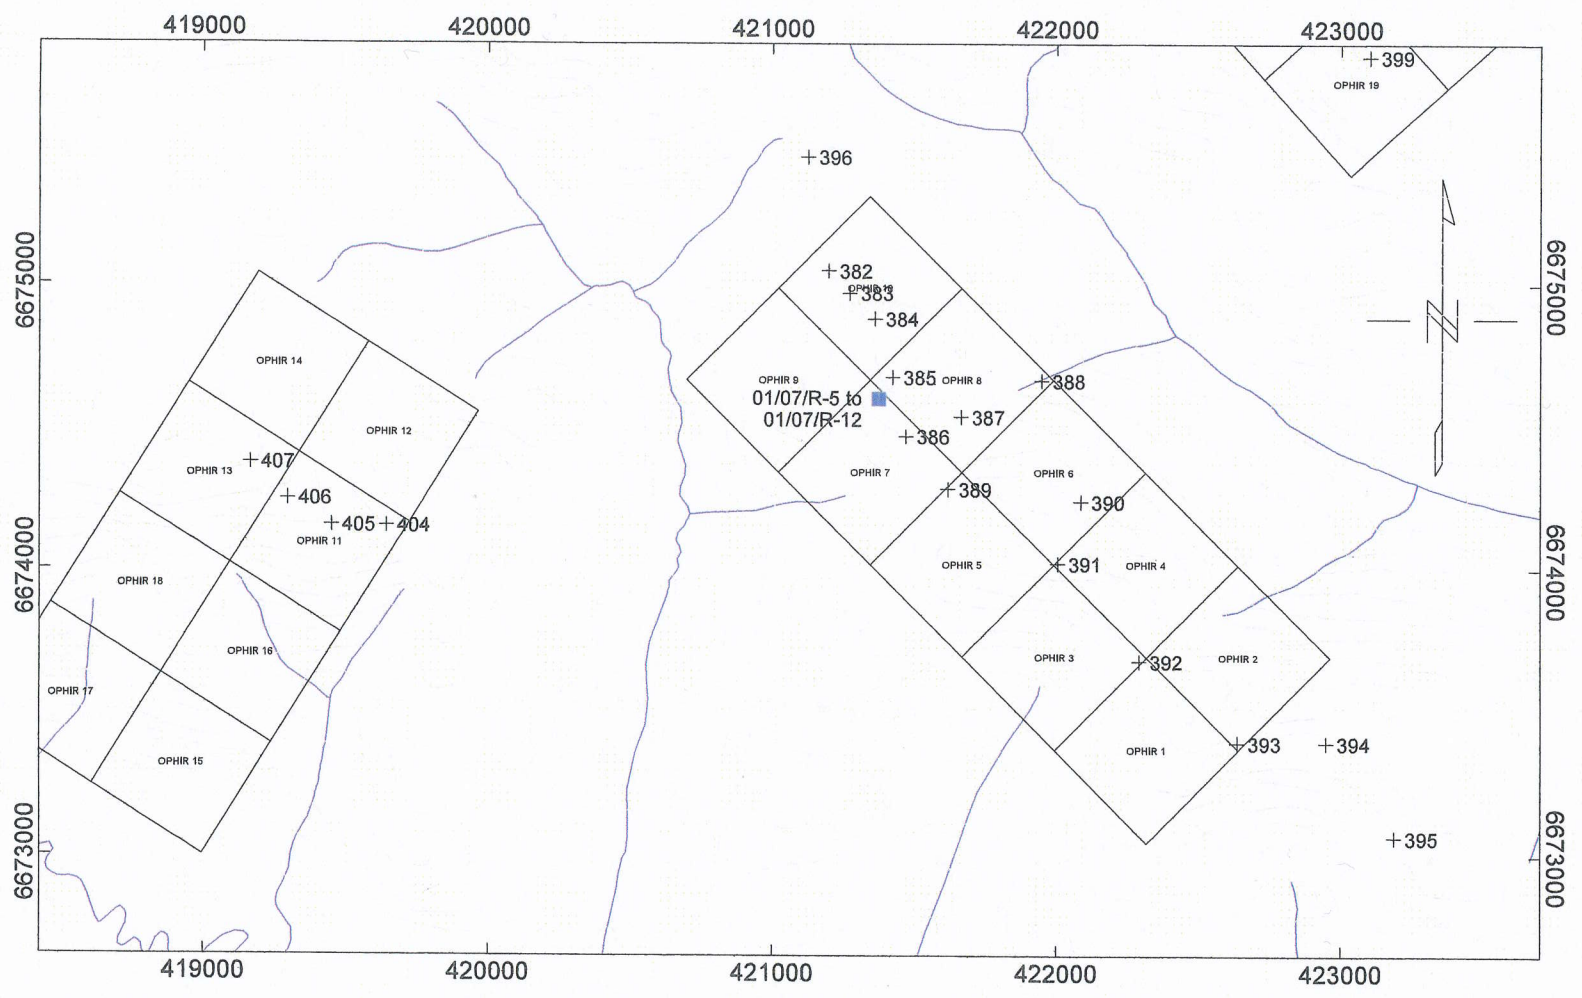 419000
420000
421000
422000
423000
399
OPHIR 19
396
6675000
6675000
382
OPHIR 10
383
384
OPHIR 14
OPHIR 9
385
OPHIR 8
388
01/07/R-5 to
01/07/R-12
387
386
OPHIR 12
407
OPHIR 13
OPHIR 7
OPHIR 6
389
406
390
405
404
OPHIR 11
6674000
6674000
391
OPHIR 5
OPHIR 4
OPHIR 18
OPHIR 16
OPHIR 3
392
OPHIR 2
OPHIR 17
393
394
OPHIR 1
OPHIR 15
6673000
6673000
395
N
419000
420000
421000
422000
423000